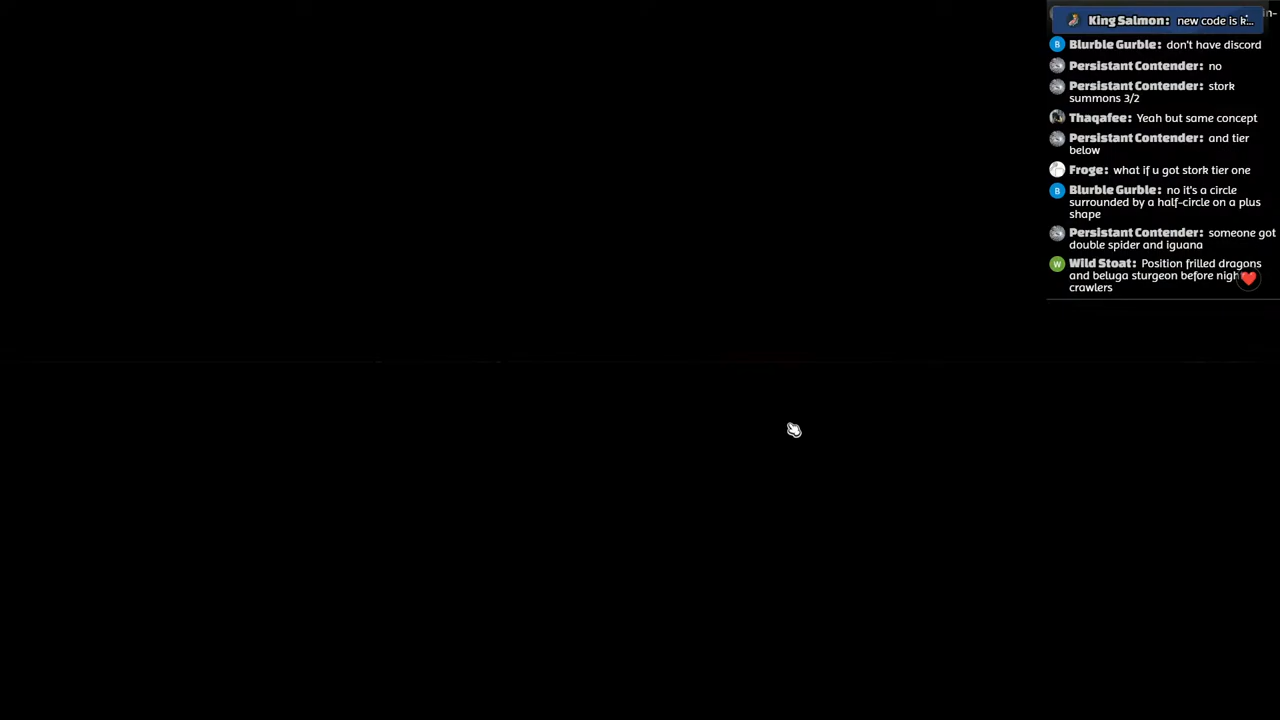 in-
King Salmon: new code is k...
Blurble Gurble: don't have discord
Persistant Contender: no
Persistant Contender: stork
summons 3/2
Thaqafee: Yeah but same concept
Persistant Contender: and tier
below
Froge: what if u got stork tier one
Blurble Gurble: no it's a circle
surrounded by a half-circle on a plus
shape
Persistant Contender: someone got
double spider and iguana
Wild Stoat: Position frilled dragons
and beluga sturgeon before nigh
crawlers
B
B
W